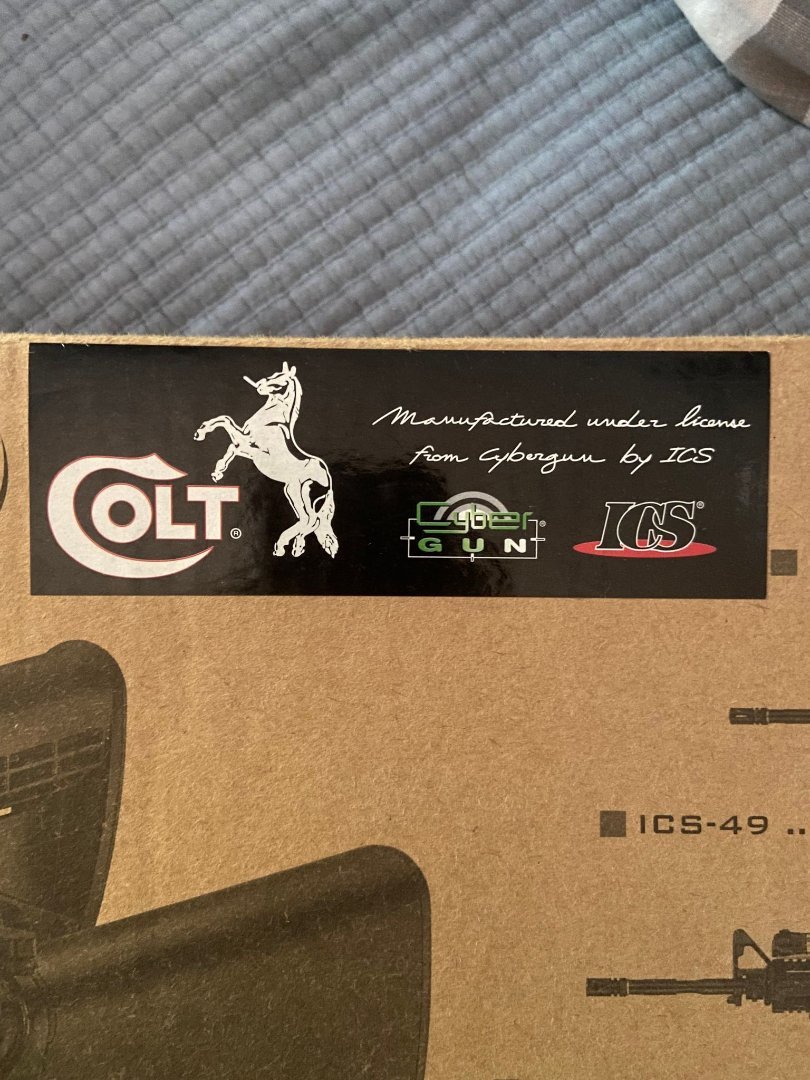 COLT®
Manufactured under license
from Cybergun by ICS
Cyber
GUN®
ICS®
ICS-49 ..